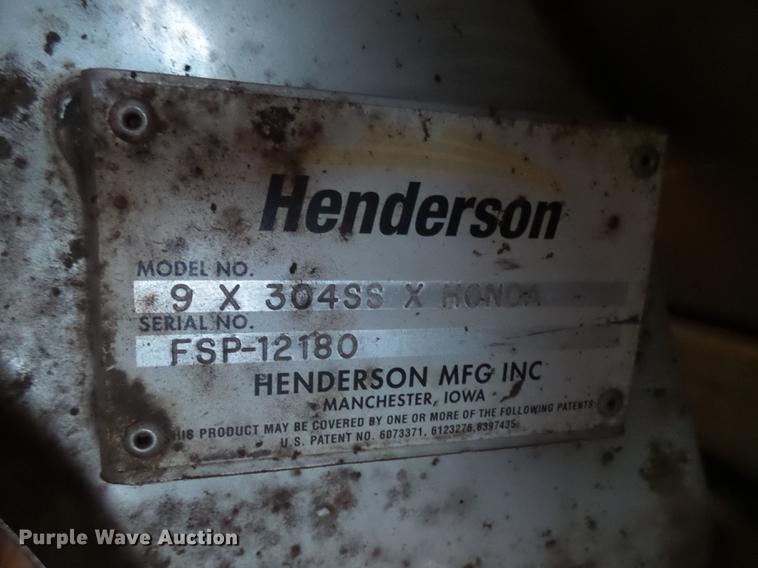 Henderson
MODEL NO.
9 X 304SS X HONDA
SERIAL NO.
FSP-12180
HENDERSON MFG INC
MANCHESTER, IOWA
THIS PRODUCT MAY BE COVERED BY ONE OR MORE OF THE FOLLOWING PATENTS
U.S. PATENT NO. 6073371, 6123276, 6397435
Purple Wave Auction®